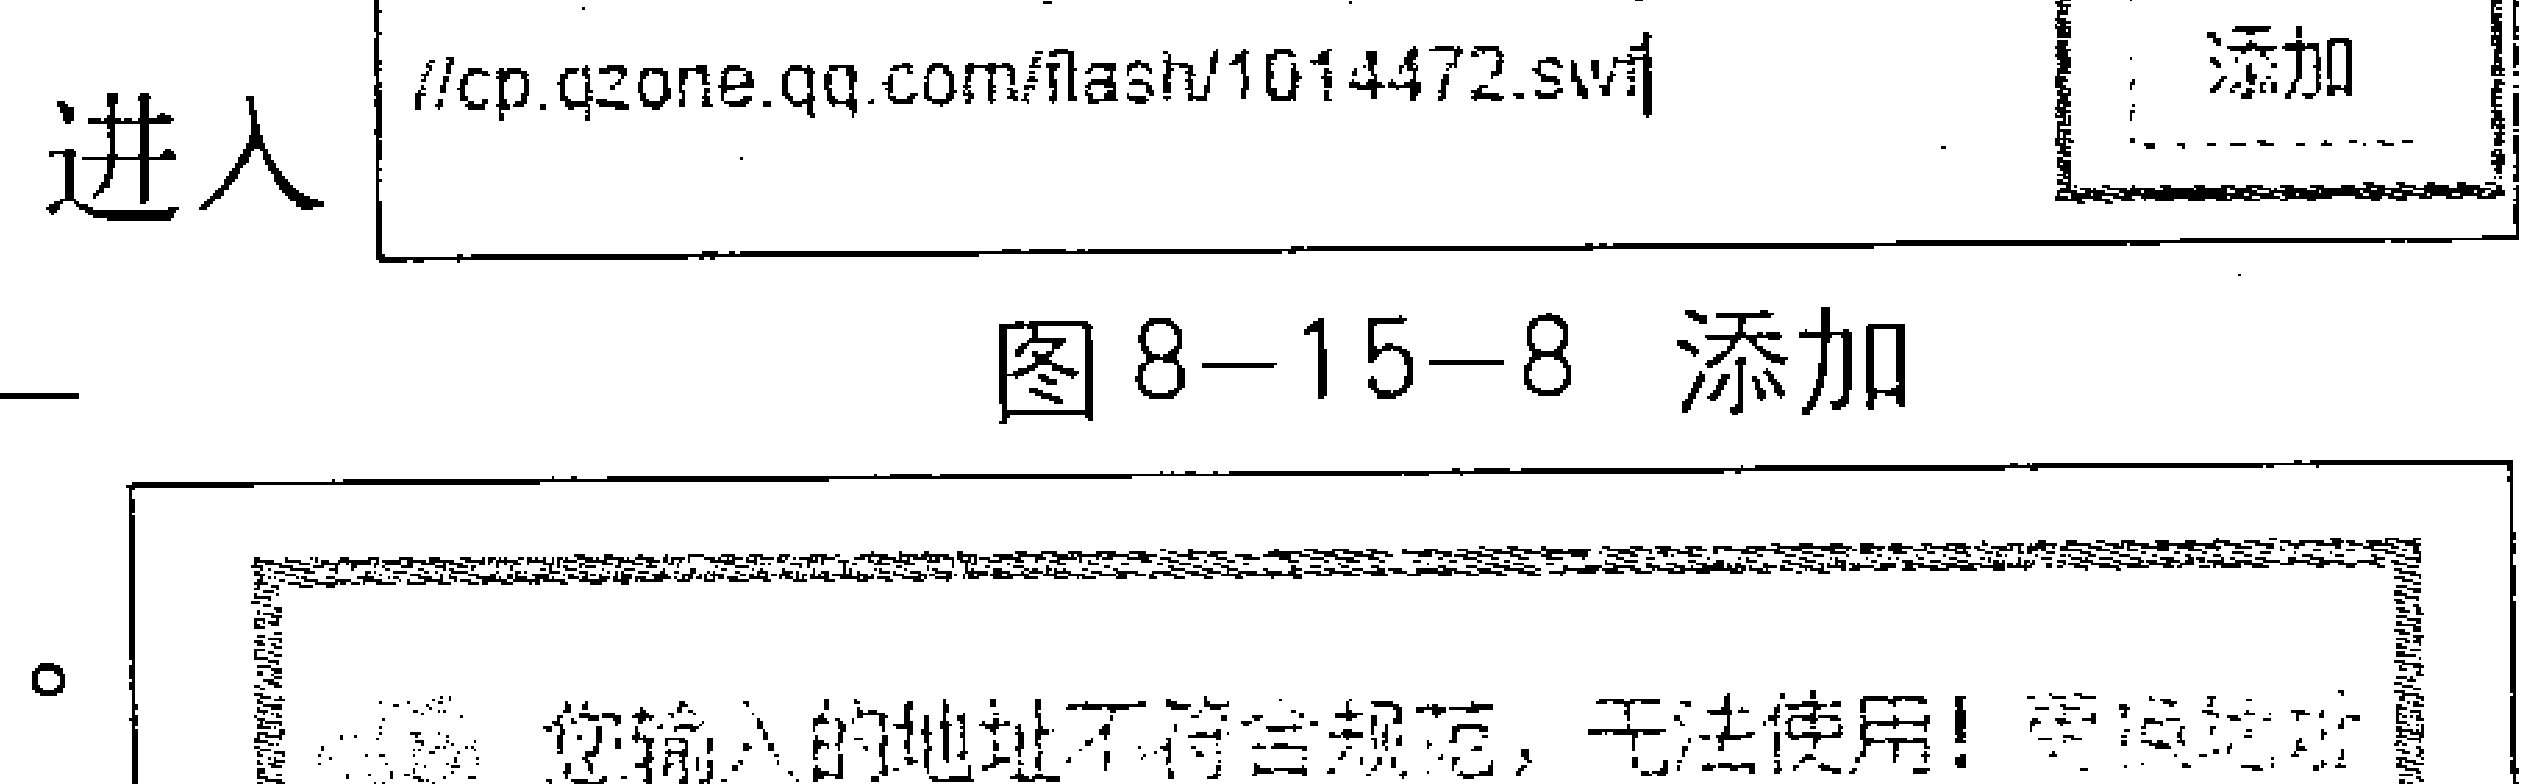 //cp.qzone.qq.com/flash/1014472.swf
添加
进入
图 8—15—8 添加
—
。
您输入的地址不符合规范，无法使用！